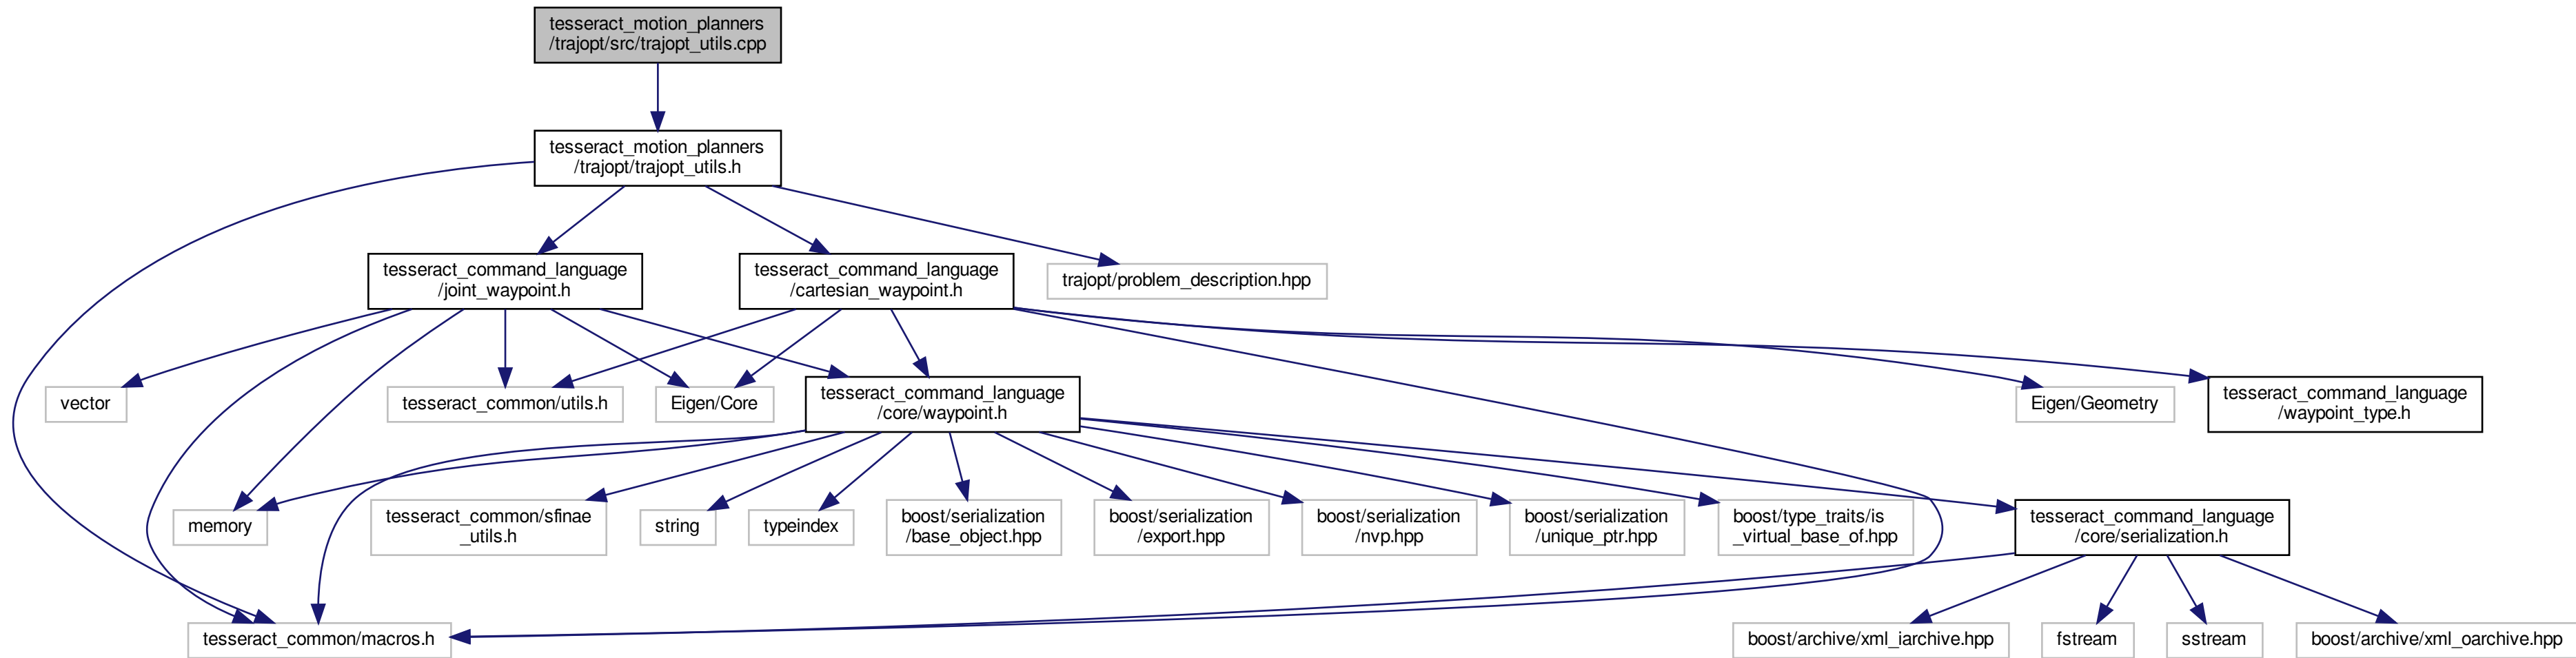 tesseract_motion_planners
/trajopt/src/trajopt_utils.cpp
tesseract_motion_planners
/trajopt/trajopt_utils.h
tesseract_command_language
/joint_waypoint.h
tesseract_command_language
/cartesian_waypoint.h
trajopt/problem_description.hpp
vector
tesseract_common/utils.h
Eigen/Core
tesseract_command_language
/core/waypoint.h
Eigen/Geometry
tesseract_command_language
/waypoint_type.h
memory
tesseract_common/sfinae
_utils.h
string
typeindex
boost/serialization
/base_object.hpp
boost/serialization
/export.hpp
boost/serialization
/nvp.hpp
boost/serialization
/unique_ptr.hpp
boost/type_traits/is
_virtual_base_of.hpp
tesseract_command_language
/core/serialization.h
tesseract_common/macros.h
boost/archive/xml_iarchive.hpp
fstream
sstream
boost/archive/xml_oarchive.hpp